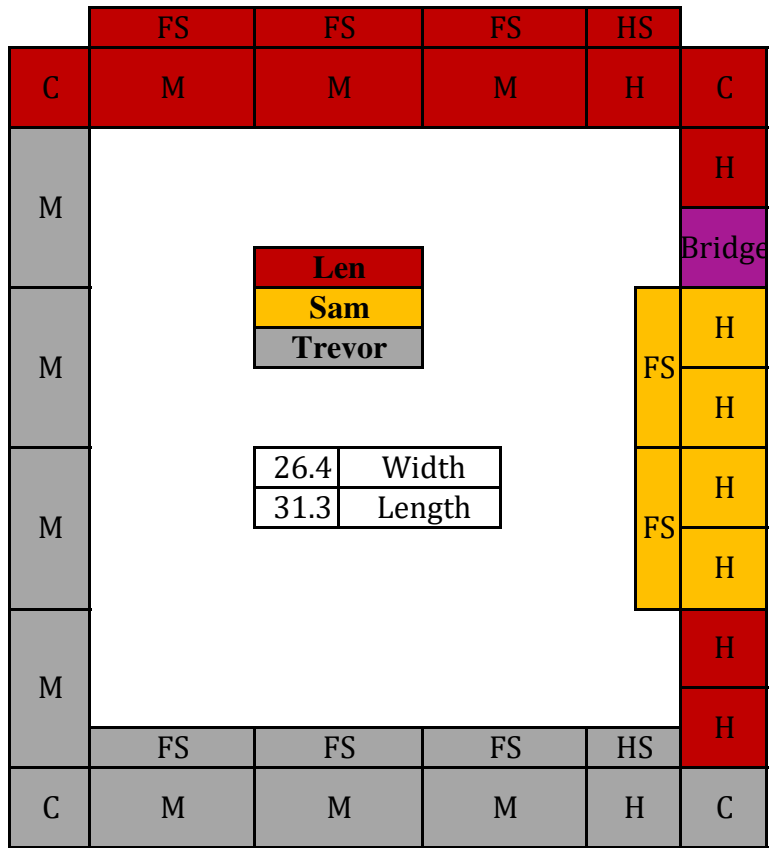 FS FS FS HS
C M M M H C
H
M
Bridge
Len
Sam
H
Trevor
M FS
H
26.4 Width
H
31.3 Length
M FS
H
H
M
H
FS FS FS HS
C M M M H C